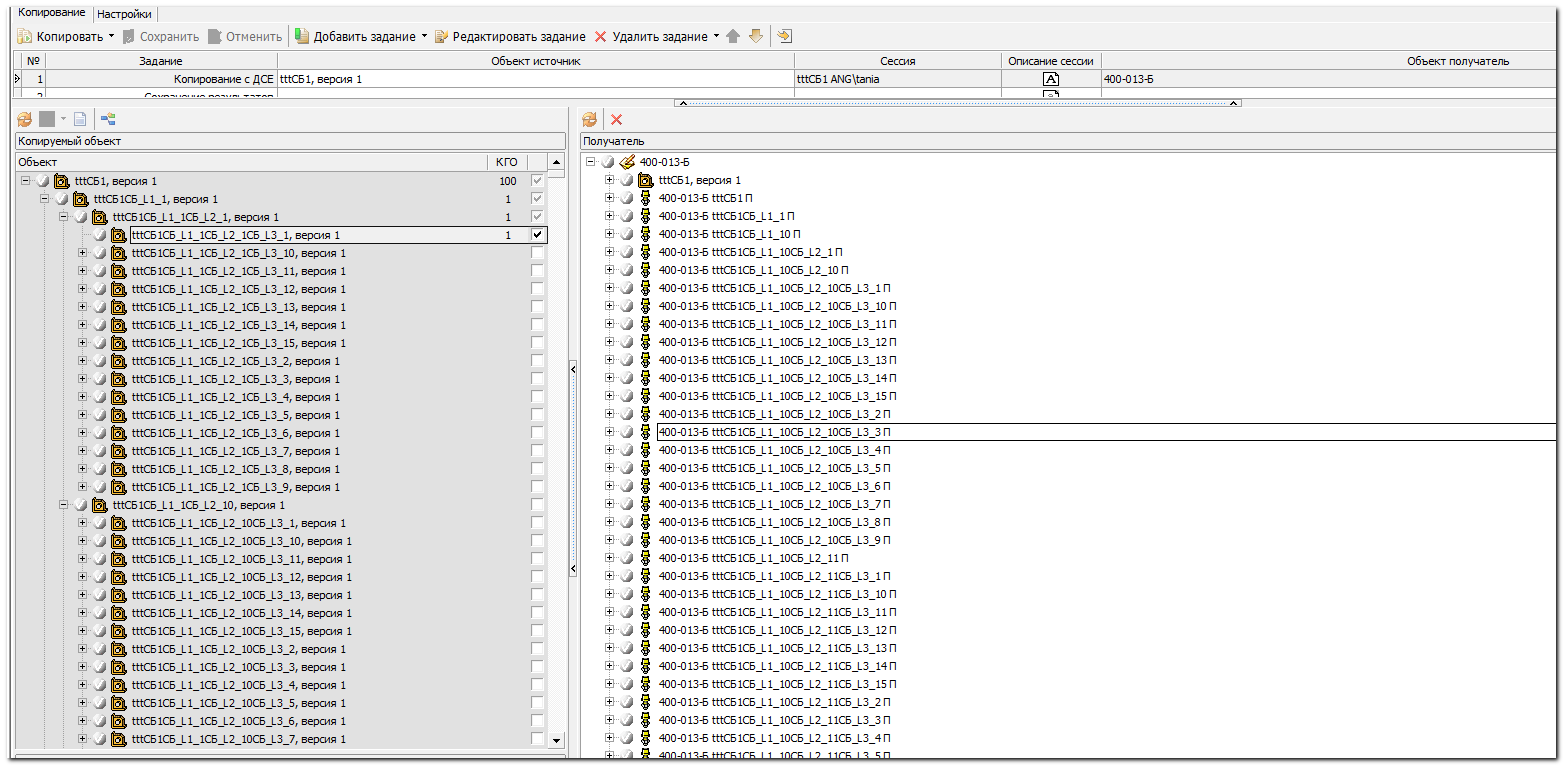 Копирование Настройки
Копировать Сохранить Отменить Добавить задание Редактировать задание Удалить задание
№ Задание Объект источник Сессия Описание сессии Объект получатель
1 Копирование с ДСЕ tttСБ1, версия 1 tttСБ1 ANG\tania A 400-013-Б
2 Сохранение результатов
Копируемый объект
Объект КГО
tttСБ1, версия 1 100
tttСБ1СБ_L1_1, версия 1 1
tttСБ1СБ_L1_1СБ_L2_1, версия 1 1
tttСБ1СБ_L1_1СБ_L2_1СБ_L3_1, версия 1 1
tttСБ1СБ_L1_1СБ_L2_1СБ_L3_10, версия 1
tttСБ1СБ_L1_1СБ_L2_1СБ_L3_11, версия 1
tttСБ1СБ_L1_1СБ_L2_1СБ_L3_12, версия 1
tttСБ1СБ_L1_1СБ_L2_1СБ_L3_13, версия 1
tttСБ1СБ_L1_1СБ_L2_1СБ_L3_14, версия 1
tttСБ1СБ_L1_1СБ_L2_1СБ_L3_15, версия 1
tttСБ1СБ_L1_1СБ_L2_1СБ_L3_2, версия 1
tttСБ1СБ_L1_1СБ_L2_1СБ_L3_3, версия 1
tttСБ1СБ_L1_1СБ_L2_1СБ_L3_4, версия 1
tttСБ1СБ_L1_1СБ_L2_1СБ_L3_5, версия 1
tttСБ1СБ_L1_1СБ_L2_1СБ_L3_6, версия 1
tttСБ1СБ_L1_1СБ_L2_1СБ_L3_7, версия 1
tttСБ1СБ_L1_1СБ_L2_1СБ_L3_8, версия 1
tttСБ1СБ_L1_1СБ_L2_1СБ_L3_9, версия 1
tttСБ1СБ_L1_1СБ_L2_10, версия 1
tttСБ1СБ_L1_1СБ_L2_10СБ_L3_1, версия 1
tttСБ1СБ_L1_1СБ_L2_10СБ_L3_10, версия 1
tttСБ1СБ_L1_1СБ_L2_10СБ_L3_11, версия 1
tttСБ1СБ_L1_1СБ_L2_10СБ_L3_12, версия 1
tttСБ1СБ_L1_1СБ_L2_10СБ_L3_13, версия 1
tttСБ1СБ_L1_1СБ_L2_10СБ_L3_14, версия 1
tttСБ1СБ_L1_1СБ_L2_10СБ_L3_15, версия 1
tttСБ1СБ_L1_1СБ_L2_10СБ_L3_2, версия 1
tttСБ1СБ_L1_1СБ_L2_10СБ_L3_3, версия 1
tttСБ1СБ_L1_1СБ_L2_10СБ_L3_4, версия 1
tttСБ1СБ_L1_1СБ_L2_10СБ_L3_5, версия 1
tttСБ1СБ_L1_1СБ_L2_10СБ_L3_6, версия 1
tttСБ1СБ_L1_1СБ_L2_10СБ_L3_7, версия 1
Получатель
400-013-Б
tttСБ1, версия 1
400-013-Б tttСБ1 П
400-013-Б tttСБ1СБ_L1_1 П
400-013-Б tttСБ1СБ_L1_10 П
400-013-Б tttСБ1СБ_L1_10СБ_L2_1 П
400-013-Б tttСБ1СБ_L1_10СБ_L2_10 П
400-013-Б tttСБ1СБ_L1_10СБ_L2_10СБ_L3_1 П
400-013-Б tttСБ1СБ_L1_10СБ_L2_10СБ_L3_10 П
400-013-Б tttСБ1СБ_L1_10СБ_L2_10СБ_L3_11 П
400-013-Б tttСБ1СБ_L1_10СБ_L2_10СБ_L3_12 П
400-013-Б tttСБ1СБ_L1_10СБ_L2_10СБ_L3_13 П
400-013-Б tttСБ1СБ_L1_10СБ_L2_10СБ_L3_14 П
400-013-Б tttСБ1СБ_L1_10СБ_L2_10СБ_L3_15 П
400-013-Б tttСБ1СБ_L1_10СБ_L2_10СБ_L3_2 П
400-013-Б tttСБ1СБ_L1_10СБ_L2_10СБ_L3_3 П
400-013-Б tttСБ1СБ_L1_10СБ_L2_10СБ_L3_4 П
400-013-Б tttСБ1СБ_L1_10СБ_L2_10СБ_L3_5 П
400-013-Б tttСБ1СБ_L1_10СБ_L2_10СБ_L3_6 П
400-013-Б tttСБ1СБ_L1_10СБ_L2_10СБ_L3_7 П
400-013-Б tttСБ1СБ_L1_10СБ_L2_10СБ_L3_8 П
400-013-Б tttСБ1СБ_L1_10СБ_L2_10СБ_L3_9 П
400-013-Б tttСБ1СБ_L1_10СБ_L2_11 П
400-013-Б tttСБ1СБ_L1_10СБ_L2_11СБ_L3_1 П
400-013-Б tttСБ1СБ_L1_10СБ_L2_11СБ_L3_10 П
400-013-Б tttСБ1СБ_L1_10СБ_L2_11СБ_L3_11 П
400-013-Б tttСБ1СБ_L1_10СБ_L2_11СБ_L3_12 П
400-013-Б tttСБ1СБ_L1_10СБ_L2_11СБ_L3_13 П
400-013-Б tttСБ1СБ_L1_10СБ_L2_11СБ_L3_14 П
400-013-Б tttСБ1СБ_L1_10СБ_L2_11СБ_L3_15 П
400-013-Б tttСБ1СБ_L1_10СБ_L2_11СБ_L3_2 П
400-013-Б tttСБ1СБ_L1_10СБ_L2_11СБ_L3_3 П
400-013-Б tttСБ1СБ_L1_10СБ_L2_11СБ_L3_4 П
400-013-Б tttСБ1СБ_L1_10СБ_L2_11СБ_L3_5 П